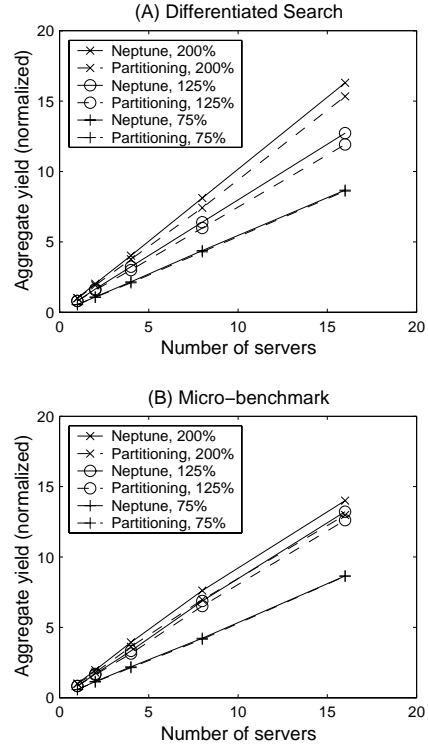 (A) Differentiated Search
20
15
10
5
0
Aggregate yield (normalized)
Neptune, 200%
Partitioning, 200%
Neptune, 125%
Partitioning, 125%
Neptune, 75%
Partitioning, 75%
0 5 10 15 20
Number of servers
(B) Micro−benchmark
20
15
10
5
0
Aggregate yield (normalized)
Neptune, 200%
Partitioning, 200%
Neptune, 125%
Partitioning, 125%
Neptune, 75%
Partitioning, 75%
0 5 10 15 20
Number of servers